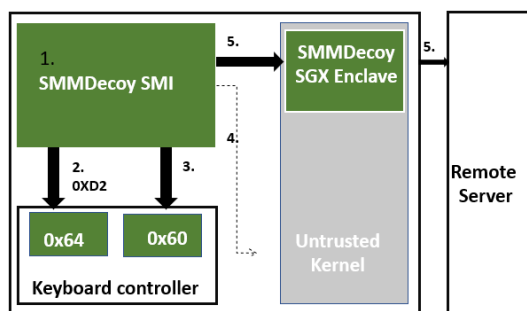 1.
SMMDecoy SMI
5.
SMMDecoy
SGX Enclave
5.
4.
2.
0XD2
3.
Remote
Server
0x64
0x60
Untrusted
Kernel
Keyboard controller